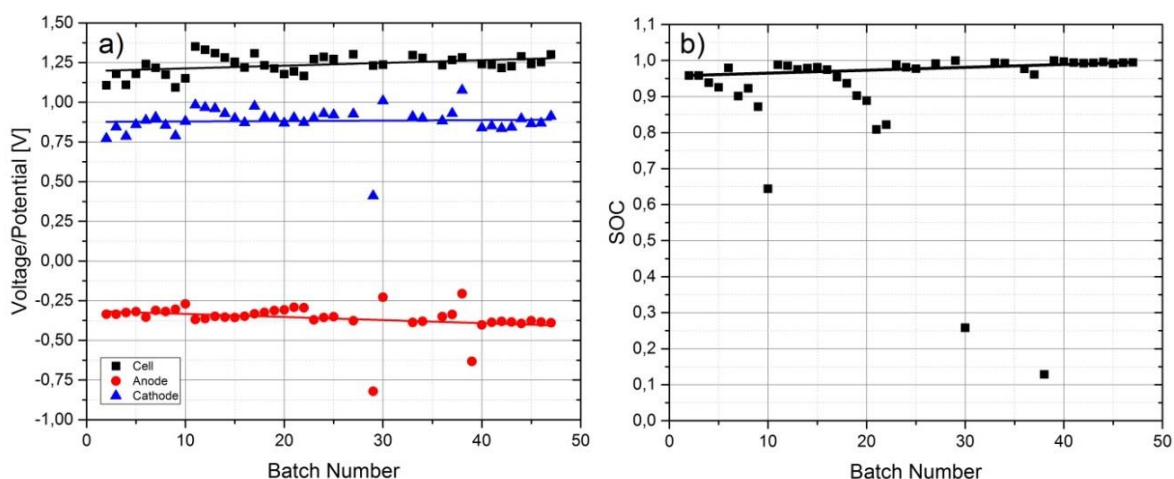 a)
1,50
1,25
1,00
0,75
0,50
0,25
0,00
-0,25
-0,50
-0,75
-1,00
Voltage/Potential [V]
Cell
Anode
Cathode
0 10 20 30 40 50
Batch Number
b)
1,1
1,0
0,9
0,8
0,7
0,6
0,5
0,4
0,3
0,2
0,1
0,0
SOC
0 10 20 30 40 50
Batch Number